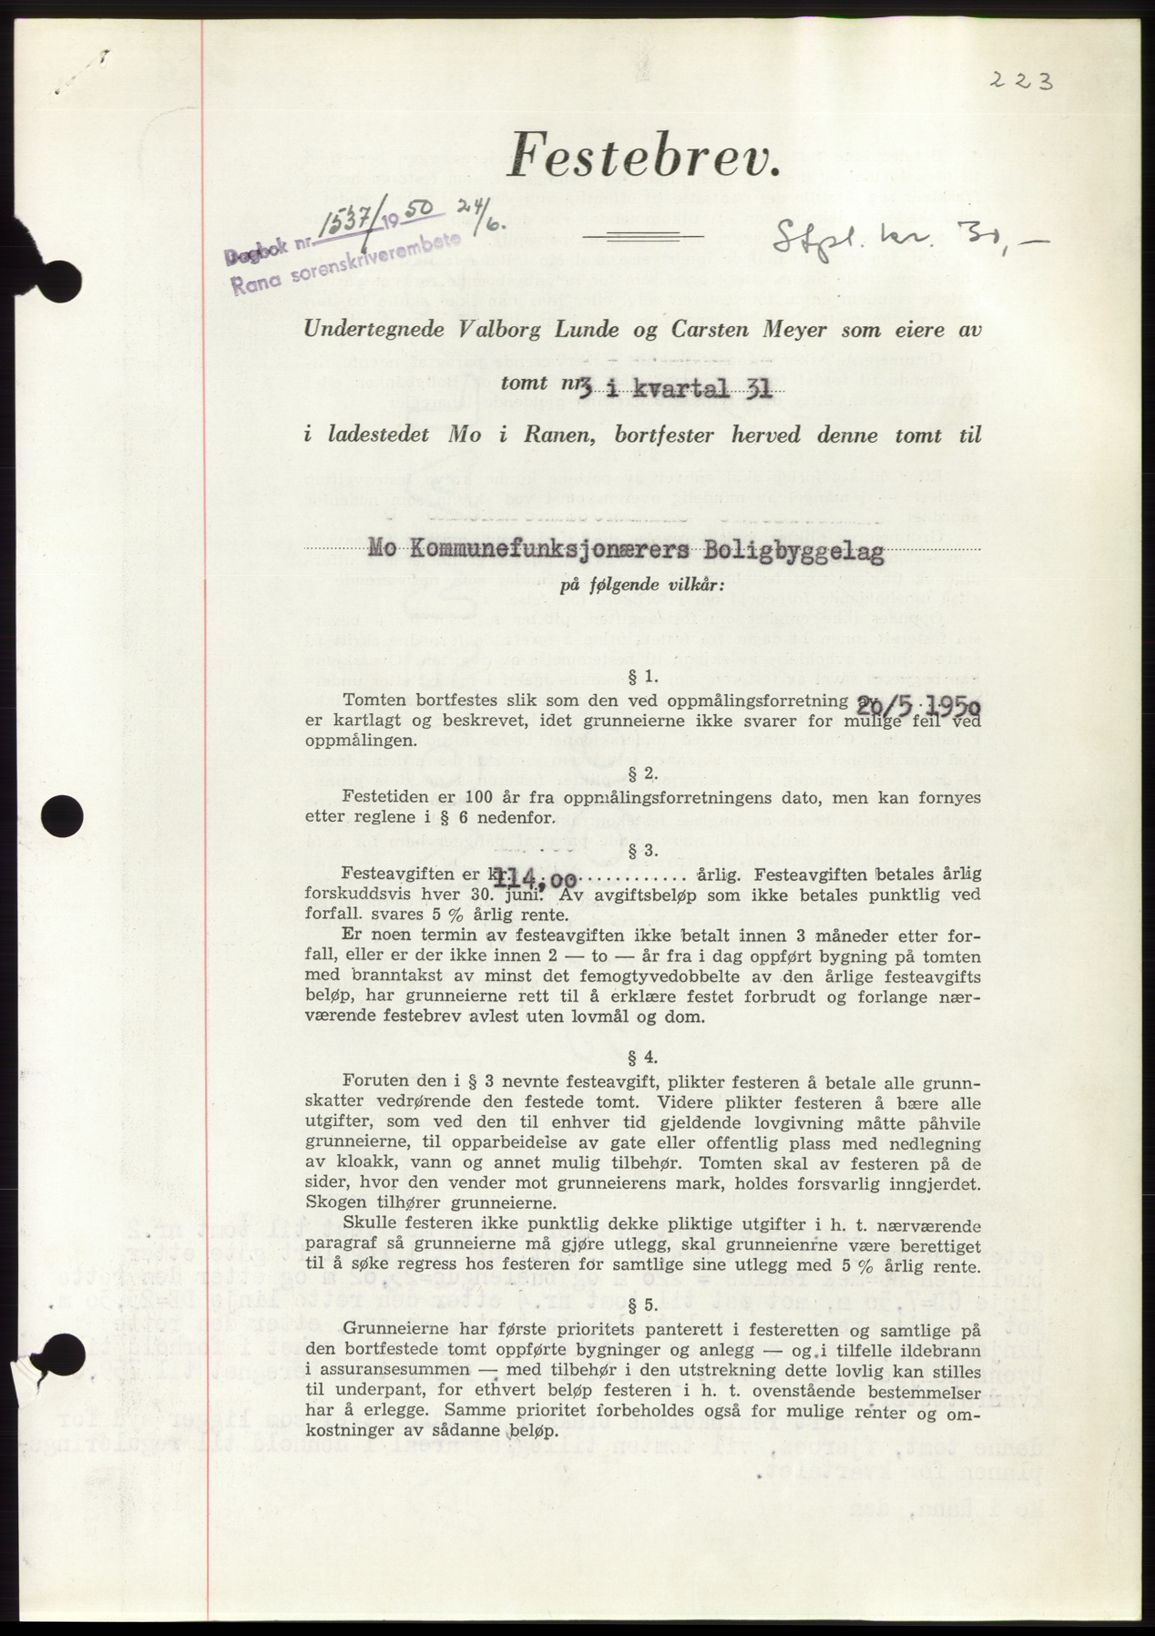 223
Festebrev.
Dagbok nr. 1537/1950 24/6.
Rana sorenskriverembete
Stpl. kr. 30,—
Undertegnede Valborg Lunde og Carsten Meyer som eiere av
tomt nr. 3 i kvartal 31
i ladestedet Mo i Ranen, bortfester herved denne tomt til
Mo Kommunefunksjonærers Boligbyggelag
på følgende vilkår:
§ 1.
Tomten bortfestes slik som den ved oppmålingsforretning av 20/5 1950
er kartlagt og beskrevet, idet grunneierne ikke svarer for mulige feil ved
oppmålingen.
§ 2.
Festetiden er 100 år fra oppmålingsforretningens dato, men kan fornyes
etter reglene i § 6 nedenfor.
§ 3.
Festeavgiften er kr. 114,00 ............ årlig. Festeavgiften betales årlig
forskuddsvis hver 30. juni. Av avgiftsbeløp som ikke betales punktlig ved
forfall. svares 5 % årlig rente.
Er noen termin av festeavgiften ikke betalt innen 3 måneder etter for-
fall, eller er der ikke innen 2 — to — år fra i dag oppført bygning på tomten
med branntakst av minst det femogtyvedobbelte av den årlige festeavgifts
beløp, har grunneierne rett til å erklære festet forbrudt og forlange nær-
værende festebrev avlest uten lovmål og dom.
§ 4.
Foruten den i § 3 nevnte festeavgift, plikter festeren å betale alle grunn-
skatter vedrørende den festede tomt. Videre plikter festeren å bære alle
utgifter, som ved den til enhver tid gjeldende lovgivning måtte påhvile
grunneierne, til opparbeidelse av gate eller offentlig plass med nedlegning
av kloakk, vann og annet mulig tilbehør. Tomten skal av festeren på de
sider, hvor den vender mot grunneierens mark, holdes forsvarlig inngjerdet.
Skogen tilhører grunneierne.
Skulle festeren ikke punktlig dekke pliktige utgifter i h. t. nærværende
paragraf så grunneierne må gjøre utlegg, skal grunneienrne være berettiget
til å søke regress hos festeren for samtlige sine utlegg med 5 % årlig rente.
§ 5.
Grunneierne har første prioritets panterett i festeretten og samtlige på
den bortfestede tomt oppførte bygninger og anlegg — og i tilfelle ildebrann
i assuransesummen — med tilbehør i den utstrekning dette lovlig kan stilles
til underpant, for ethvert beløp festeren i h. t. ovenstående bestemmelser
har å erlegge. Samme prioritet forbeholdes også for mulige renter og om-
kostninger av sådanne beløp.